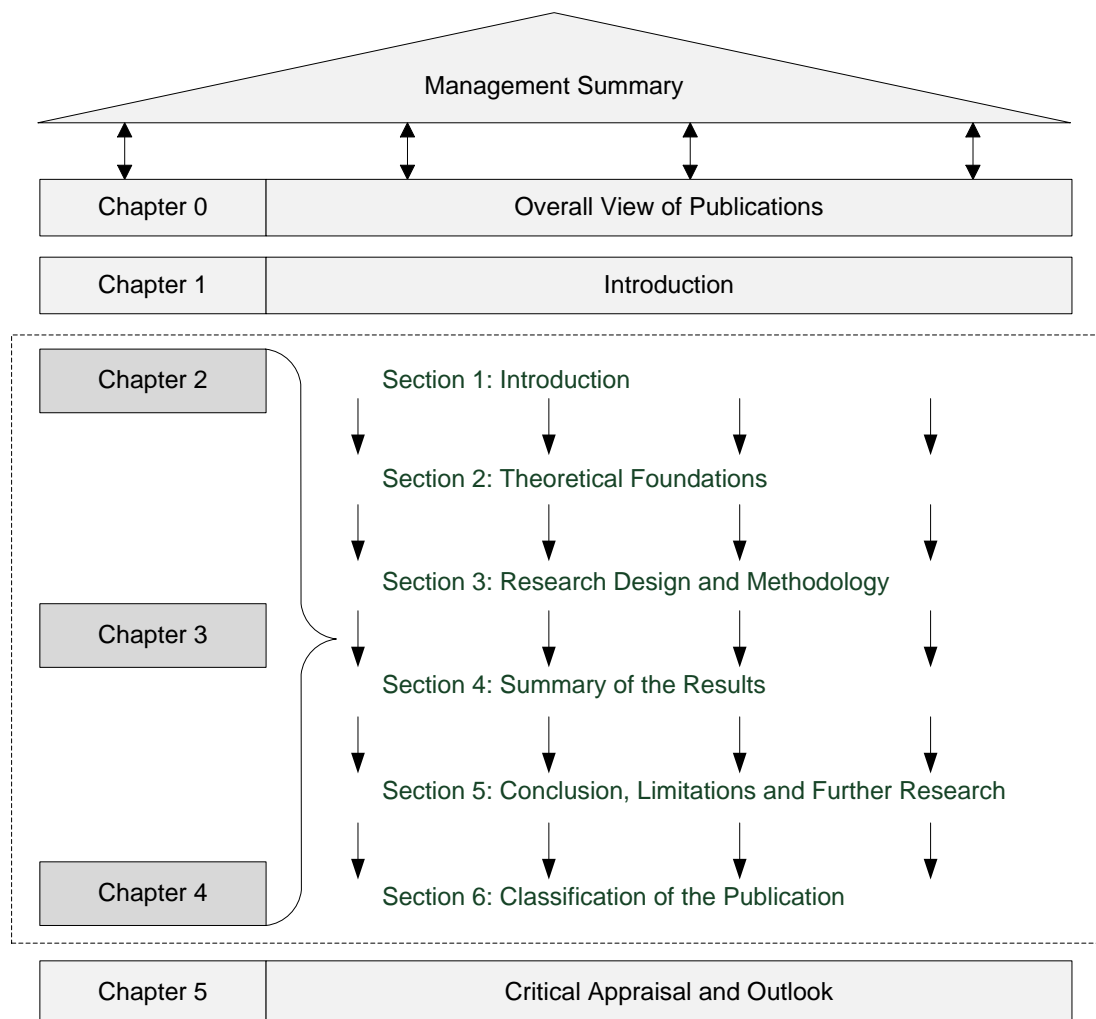 Management Summary
Chapter 0
Overall View of Publications
Chapter 1
Introduction
Chapter 2
Section 1: Introduction
Section 2: Theoretical Foundations
Section 3: Research Design and Methodology
Chapter 3
Section 4: Summary of the Results
Section 5: Conclusion, Limitations and Further Research
Chapter 4
Section 6: Classification of the Publication
Chapter 5
Critical Appraisal and Outlook